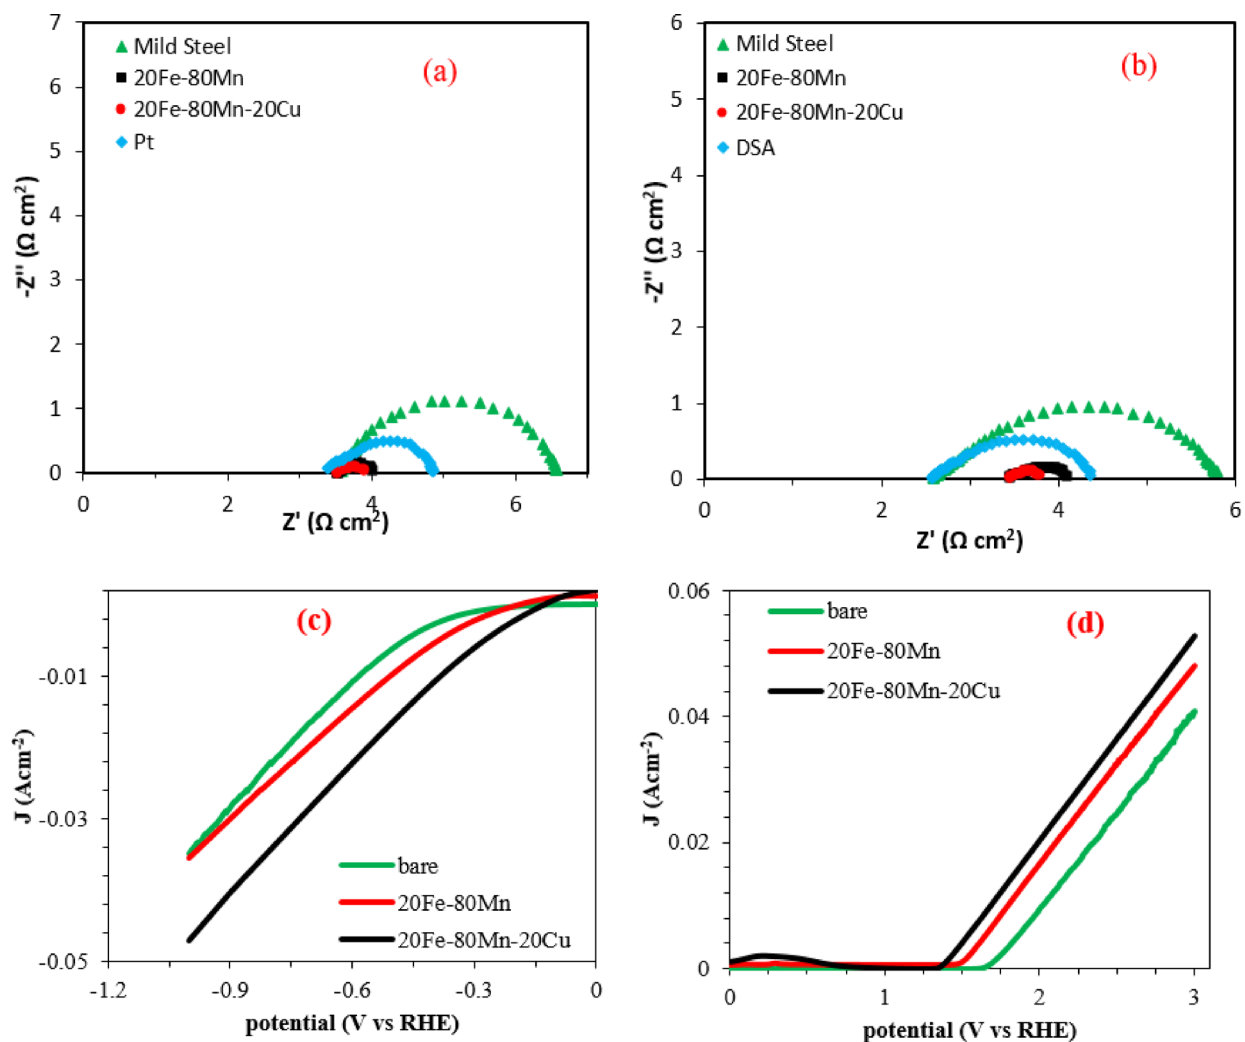 (a)
7
6
5
4
3
2
1
0
-Z'' (Ω cm²)
Mild Steel
20Fe-80Mn
20Fe-80Mn-20Cu
Pt
0 2 4 6
Z' (Ω cm²)
(b)
6
5
4
3
2
1
0
-Z'' (Ω cm²)
Mild Steel
20Fe-80Mn
20Fe-80Mn-20Cu
DSA
0 2 4 6
Z' (Ω cm²)
(c)
-0.01
-0.03
-0.05
J (Acm⁻²)
bare
20Fe-80Mn
20Fe-80Mn-20Cu
-1.2 -0.9 -0.6 -0.3 0
potential (V vs RHE)
(d)
0.06
0.04
0.02
0
J (Acm⁻²)
bare
20Fe-80Mn
20Fe-80Mn-20Cu
0 1 2 3
potential (V vs RHE)